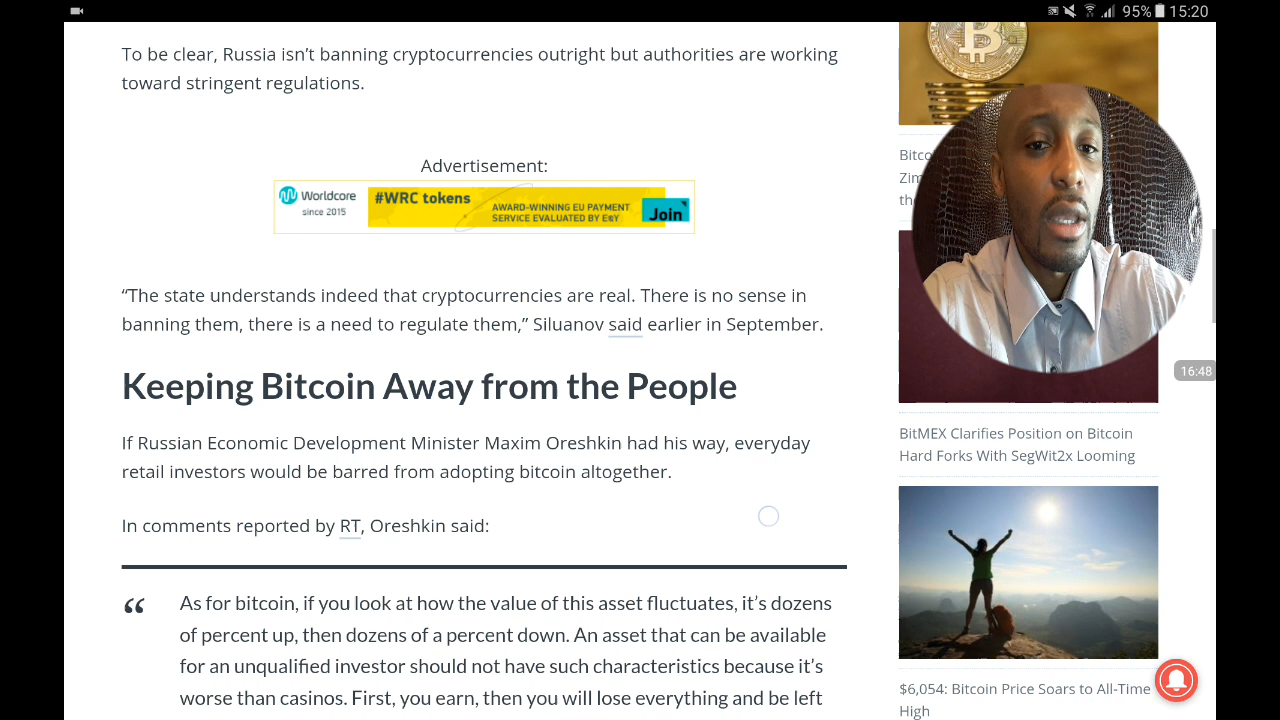 95% 15:20
To be clear, Russia isn't banning cryptocurrencies outright but authorities are working
toward stringent regulations.
Advertisement:
Worldcore
since 2015
#WRC tokens
AWARD-WINNING EU PAYMENT
SERVICE EVALUATED BY E&Y
Join
“The state understands indeed that cryptocurrencies are real. There is no sense in
banning them, there is a need to regulate them,” Siluanov said earlier in September.
Keeping Bitcoin Away from the People
If Russian Economic Development Minister Maxim Oreshkin had his way, everyday
retail investors would be barred from adopting bitcoin altogether.
In comments reported by RT, Oreshkin said:
“ As for bitcoin, if you look at how the value of this asset fluctuates, it’s dozens
of percent up, then dozens of a percent down. An asset that can be available
for an unqualified investor should not have such characteristics because it’s
worse than casinos. First, you earn, then you will lose everything and be left
16:48
BitMEX Clarifies Position on Bitcoin
Hard Forks With SegWit2x Looming
$6,054: Bitcoin Price Soars to All-Time
High